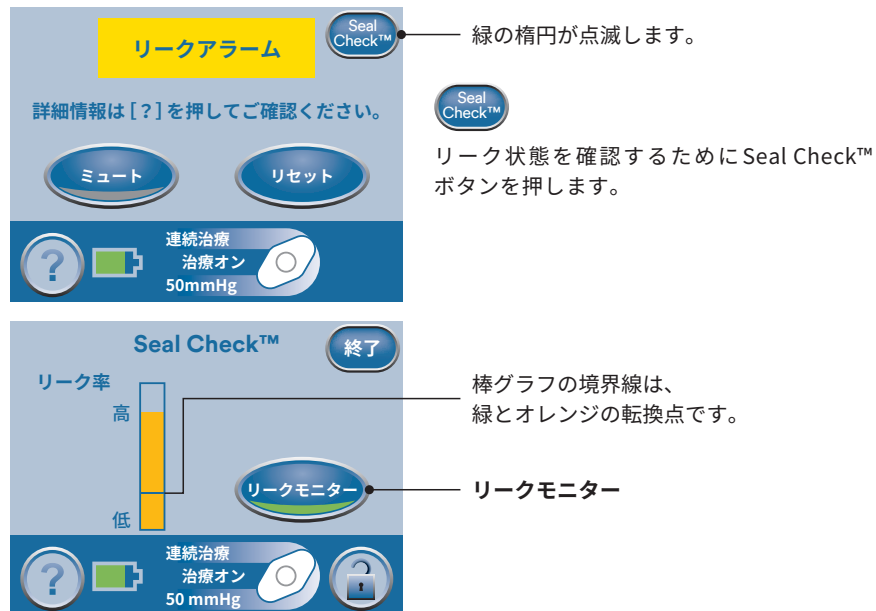 リークアラーム
Seal
Check™
緑の楕円が点滅します。
詳細情報は［？］を押してご確認ください。
ミュート
リセット
Seal
Check™
リーク状態を確認するためにSeal Check™
ボタンを押します。
?
連続治療
治療オン
50mmHg
Seal Check™
終了
リーク率
高
低
棒グラフの境界線は、
緑とオレンジの転換点です。
リークモニター
リークモニター
?
連続治療
治療オン
50 mmHg